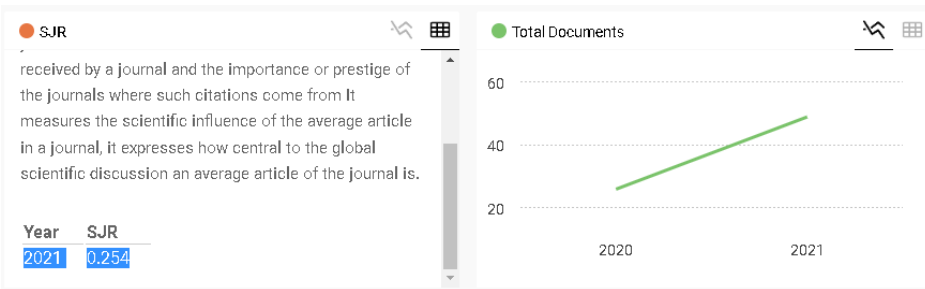 SJR
received by a journal and the importance or prestige of
the journals where such citations come from It
measures the scientific influence of the average article
in a journal, it expresses how central to the global
scientific discussion an average article of the journal is.
Year SJR
2021 0.254
Total Documents
60
40
20
2020 2021